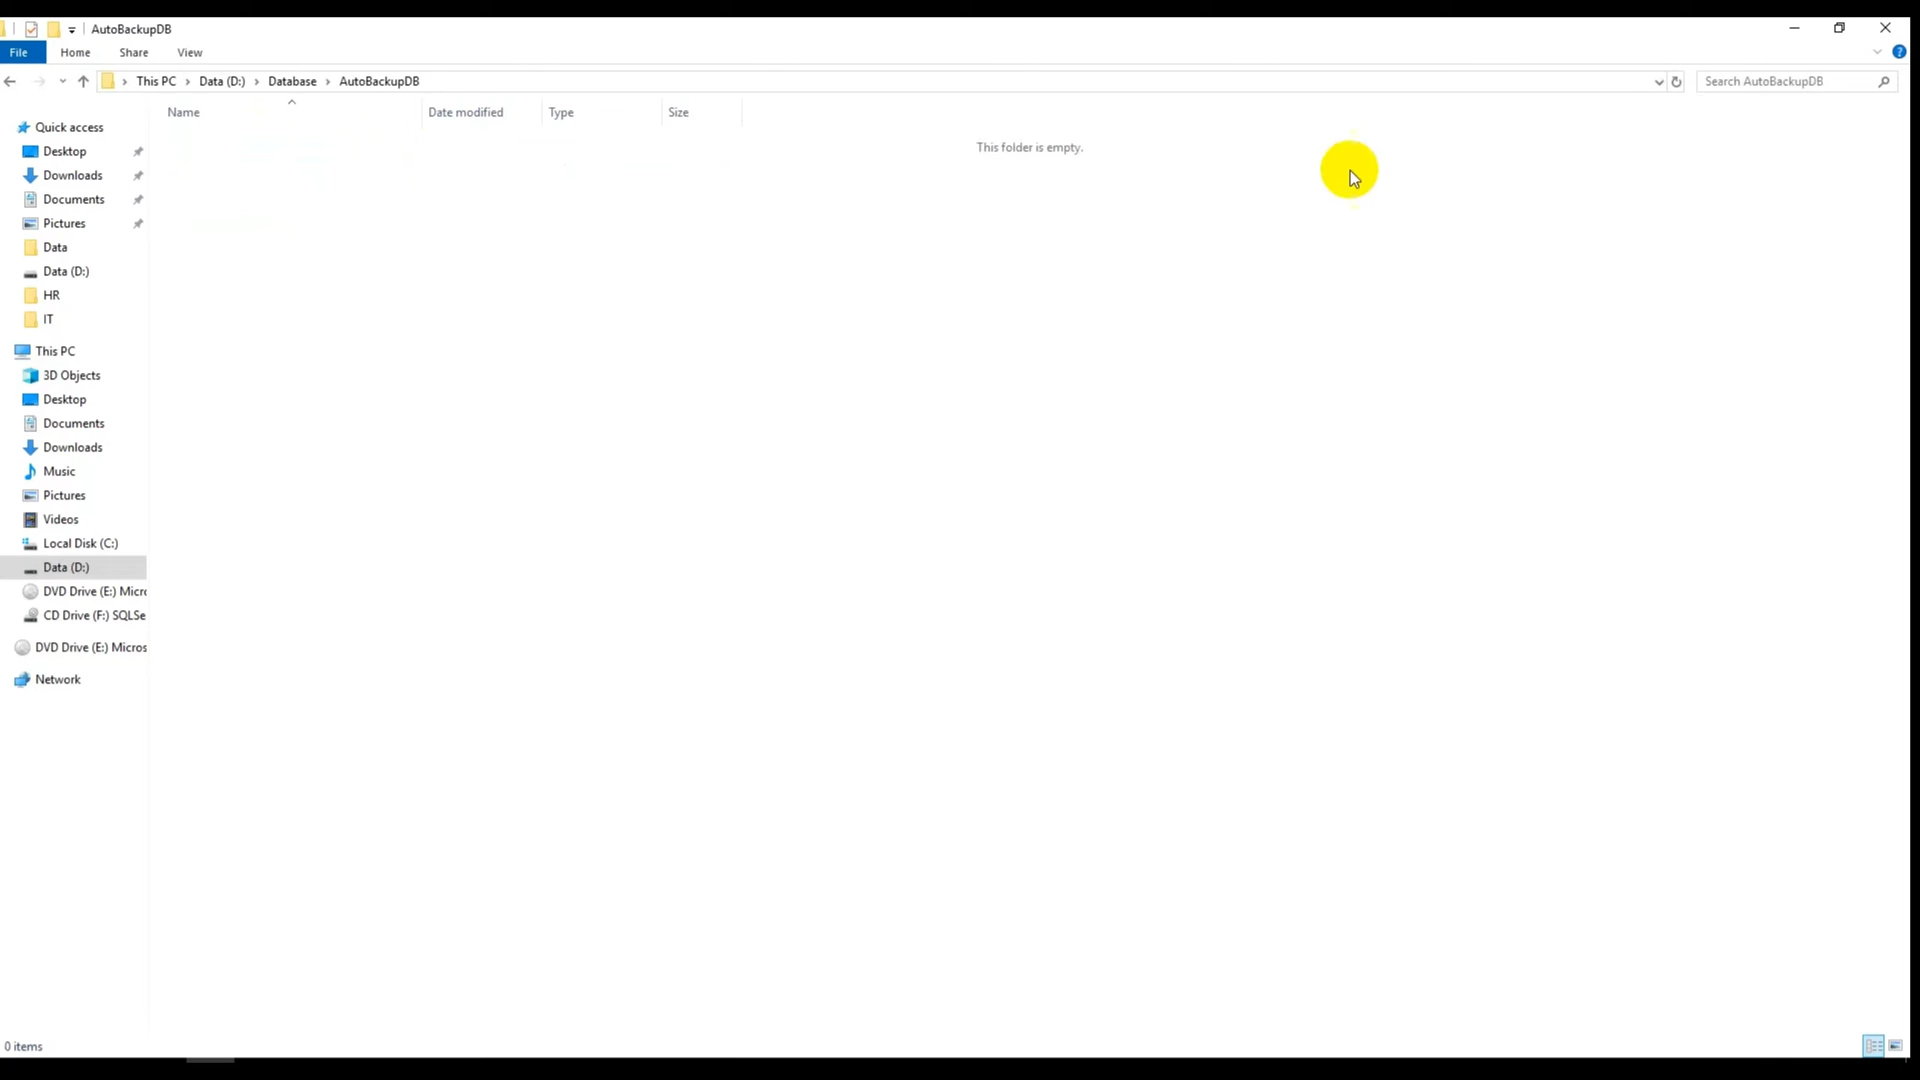 AutoBackupDB
File Home Share View
This PC Data (D:) Database AutoBackupDB Search AutoBackupDB
Name Date modified Type Size
This folder is empty.
Quick access
Desktop
Downloads
Documents
Pictures
Data
Data (D:)
HR
IT
This PC
3D Objects
Desktop
Documents
Downloads
Music
Pictures
Videos
Local Disk (C:)
Data (D:)
DVD Drive (E:) Micr
CD Drive (F:) SQLSe
DVD Drive (E:) Micros
Network
0 items